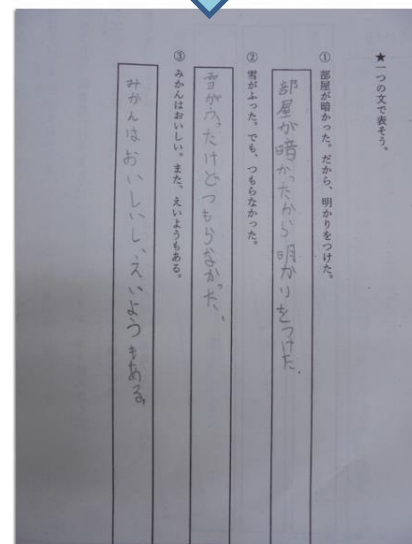 ★一つの文で表そう。
① 部屋が暗かった。だから、明かりをつけた。
部屋が暗かったから明かりをつけた.
② 雪がふった。でも、つもらなかった。
雪がふったけどつもらなかった。
③ みかんはおいしい。また、えいようもある。
みかんはおいしいし、えいようもある。